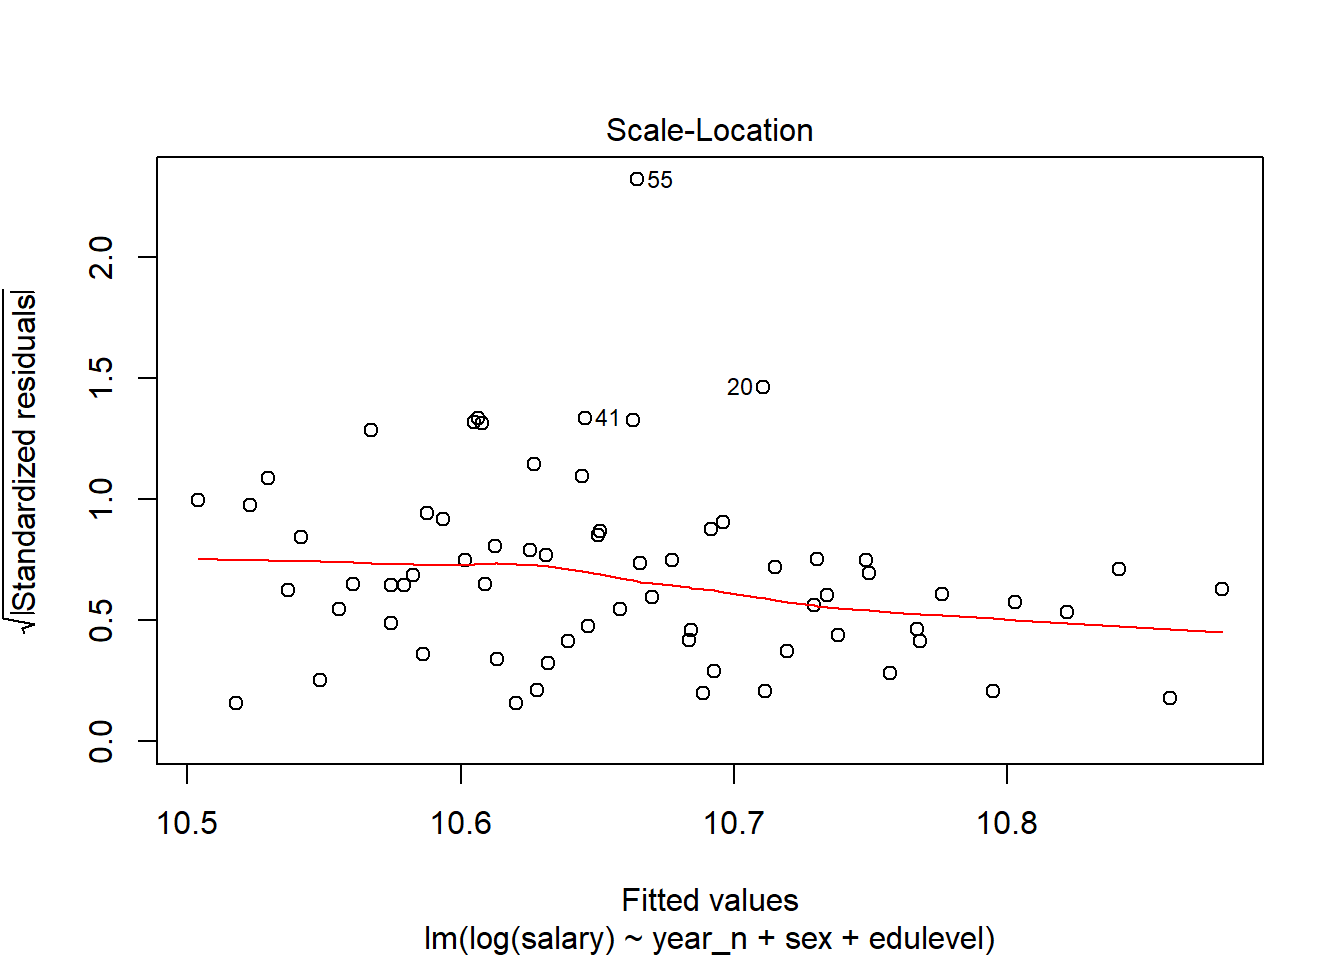 Scale-Location
√|Standardized residuals|
2.0
1.5
1.0
0.5
0.0
55
20
41
10.5 10.6 10.7 10.8
Fitted values
lm(log(salary) ~ year_n + sex + edulevel)